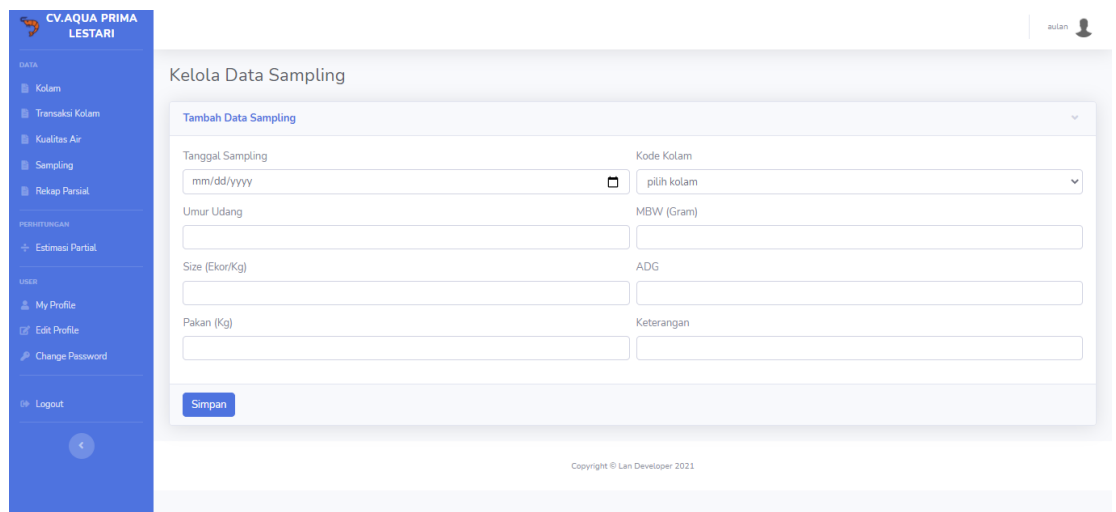 CV.AQUA PRIMA
LESTARI
aulan
DATA
Kolam
Transaksi Kolam
Kualitas Air
Sampling
Rekap Parsial
PERHITUNGAN
Estimasi Partial
USER
My Profile
Edit Profile
Change Password
Logout
Kelola Data Sampling
Tambah Data Sampling
Tanggal Sampling
Kode Kolam
mm/dd/yyyy
pilih kolam
Umur Udang
MBW (Gram)
Size (Ekor/Kg)
ADG
Pakan (Kg)
Keterangan
Simpan
Copyright © Lan Developer 2021